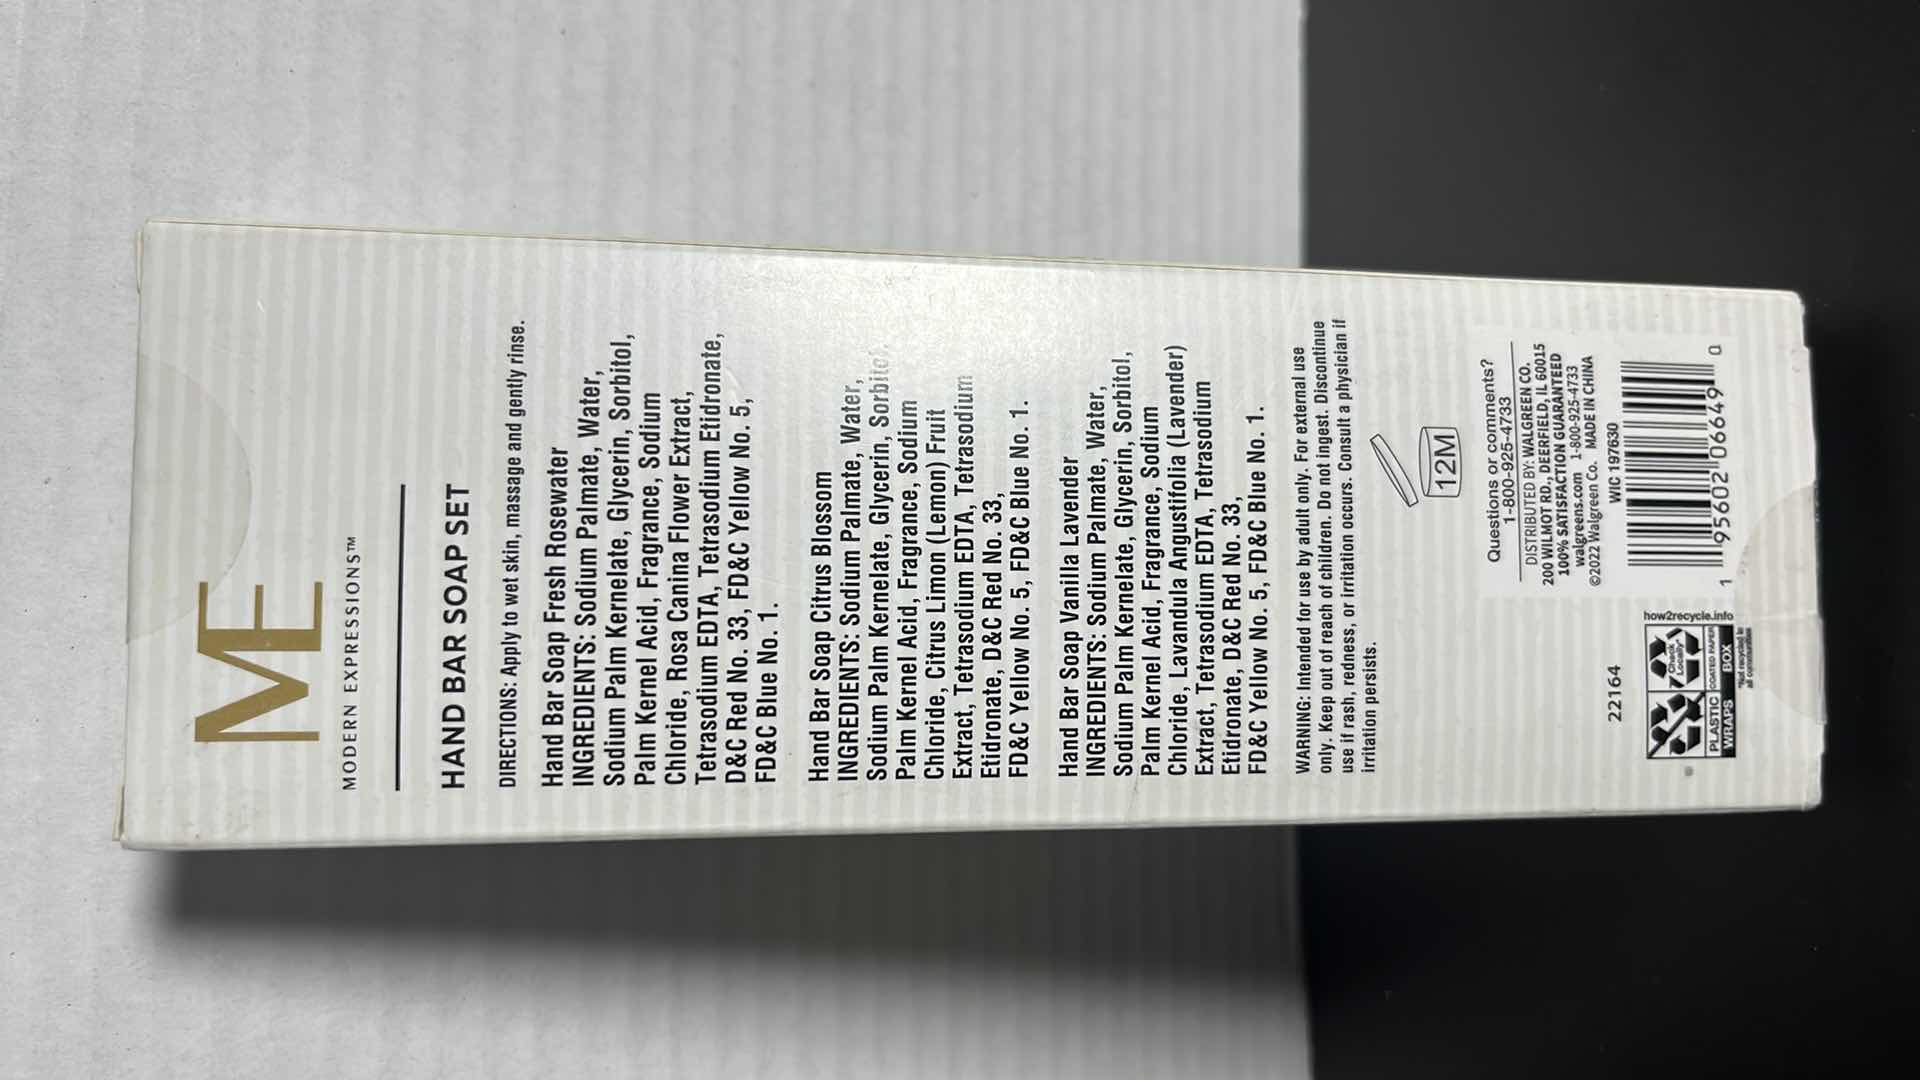 ME
MODERN EXPRESSIONS™
HAND BAR SOAP SET
DIRECTIONS: Apply to wet skin, massage and gently rinse.
Hand Bar Soap Fresh Rosewater
INGREDIENTS: Sodium Palmate, Water,
Sodium Palm Kernelate, Glycerin, Sorbitol,
Palm Kernel Acid, Fragrance, Sodium
Chloride, Rosa Canina Flower Extract,
Tetrasodium EDTA, Tetrasodium Etidronate,
D&C Red No. 33, FD&C Yellow No. 5,
FD&C Blue No. 1.
Hand Bar Soap Citrus Blossom
INGREDIENTS: Sodium Palmate, Water,
Sodium Palm Kernelate, Glycerin, Sorbitol,
Palm Kernel Acid, Fragrance, Sodium
Chloride, Citrus Limon (Lemon) Fruit
Extract, Tetrasodium EDTA, Tetrasodium
Etidronate, D&C Red No. 33,
FD&C Yellow No. 5, FD&C Blue No. 1.
Hand Bar Soap Vanilla Lavender
INGREDIENTS: Sodium Palmate, Water,
Sodium Palm Kernelate, Glycerin, Sorbitol,
Palm Kernel Acid, Fragrance, Sodium
Chloride, Lavandula Angustifolia (Lavender)
Extract, Tetrasodium EDTA, Tetrasodium
Etidronate, D&C Red No. 33,
FD&C Yellow No. 5, FD&C Blue No. 1.
WARNING: Intended for use by adult only. For external use
only. Keep out of reach of children. Do not ingest. Discontinue
use if rash, redness, or irritation occurs. Consult a physician if
irritation persists.
12M
Questions or comments?
1-800-925-4733
DISTRIBUTED BY: WALGREEN CO.
200 WILMOT RD., DEERFIELD, IL 60015
100% SATISFACTION GUARANTEED
walgreens.com 1-800-925-4733
©2022 Walgreen Co. MADE IN CHINA
WIC 197630
1 95602 06649 0
22164
how2recycle.info
Check Locally*
PLASTIC COATED PAPER
WRAPS BOX
*Not recycled in
all communities